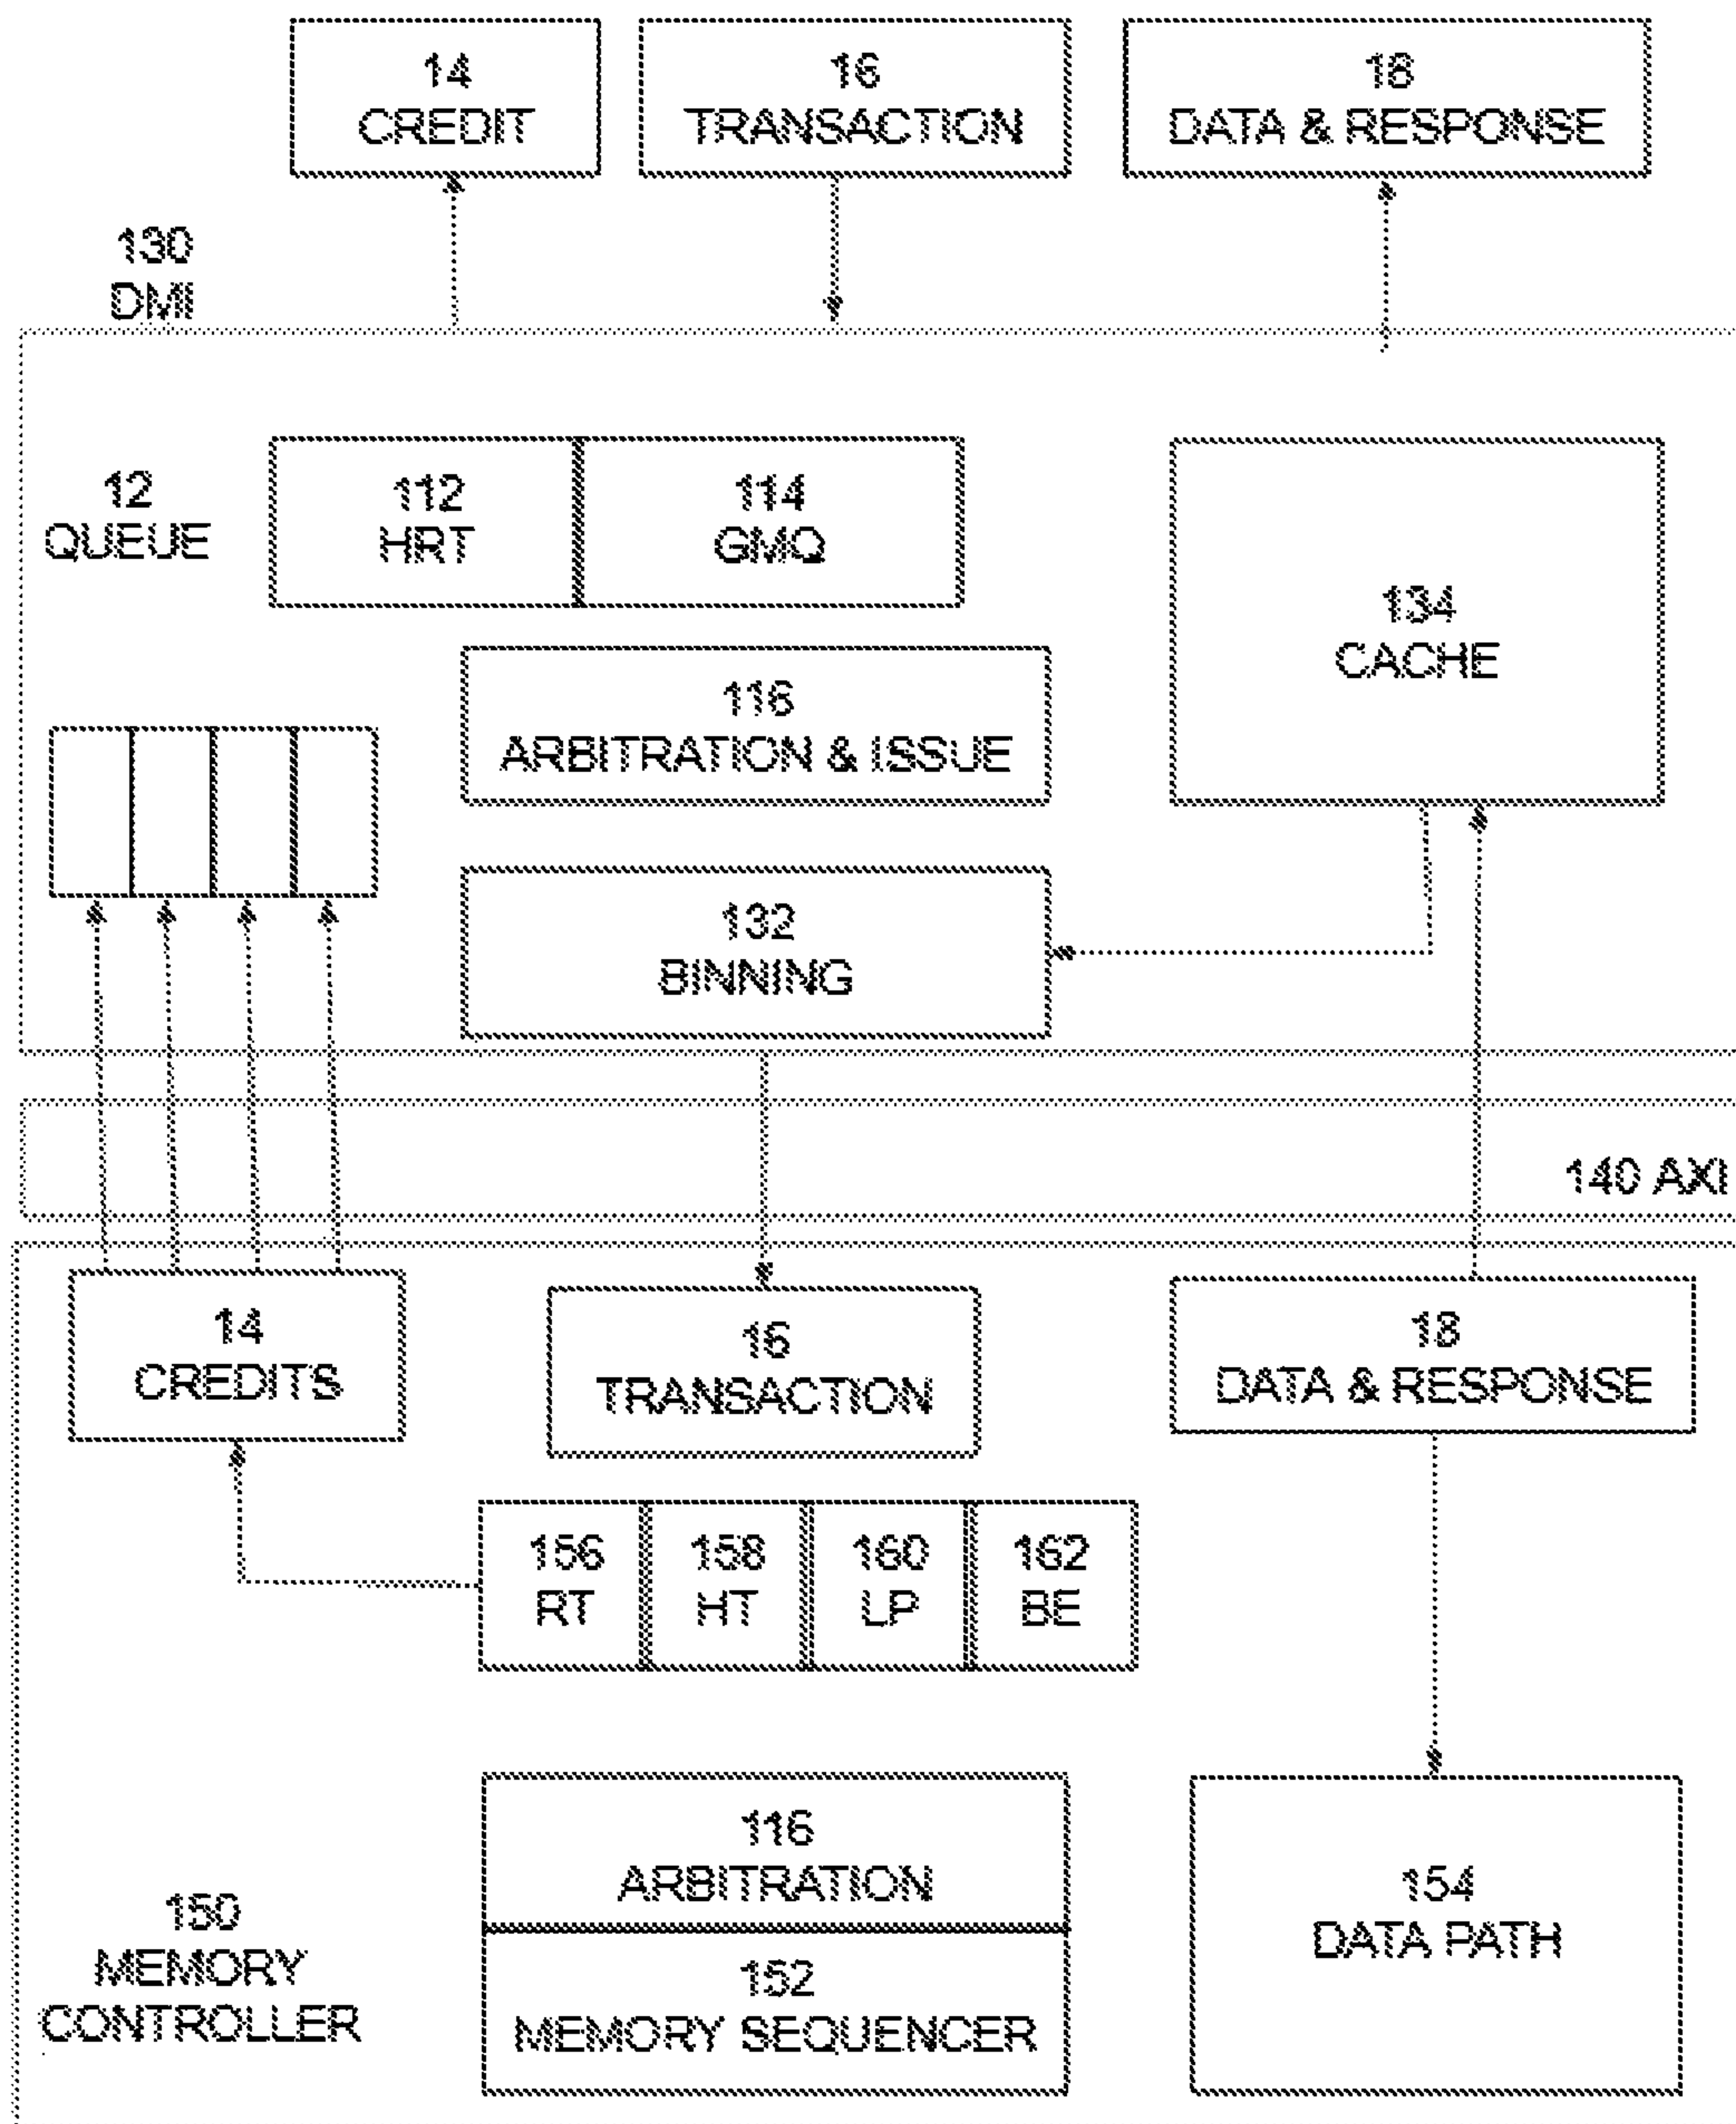 14
CREDIT
16
TRANSACTION
18
DATA & RESPONSE
130
DMI
12
QUEUE
112
HRT
114
GMQ
134
CACHE
116
ARBITRATION & ISSUE
132
BINNING
140 AXI
14
CREDITS
16
TRANSACTION
18
DATA & RESPONSE
156
RT
158
HT
160
LP
162
BE
116
ARBITRATION
154
DATA PATH
150
MEMORY
CONTROLLER
152
MEMORY SEQUENCER